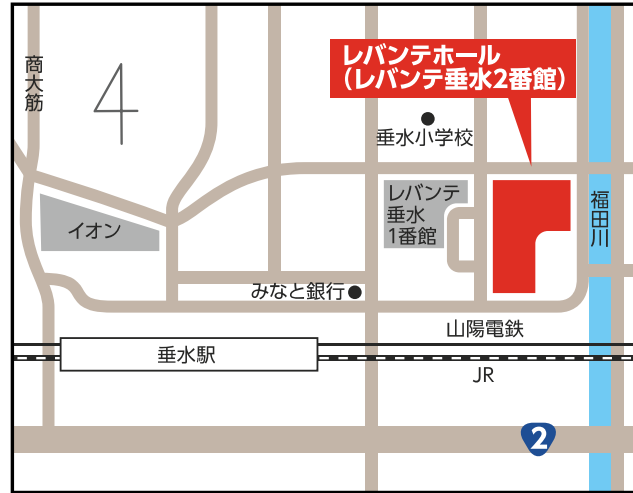 商大筋
レバンテホール
（レバンテ垂水2番館）
垂水小学校
レバンテ
垂水
1番館
福田川
イオン
みなと銀行
山陽電鉄
垂水駅
JR
2